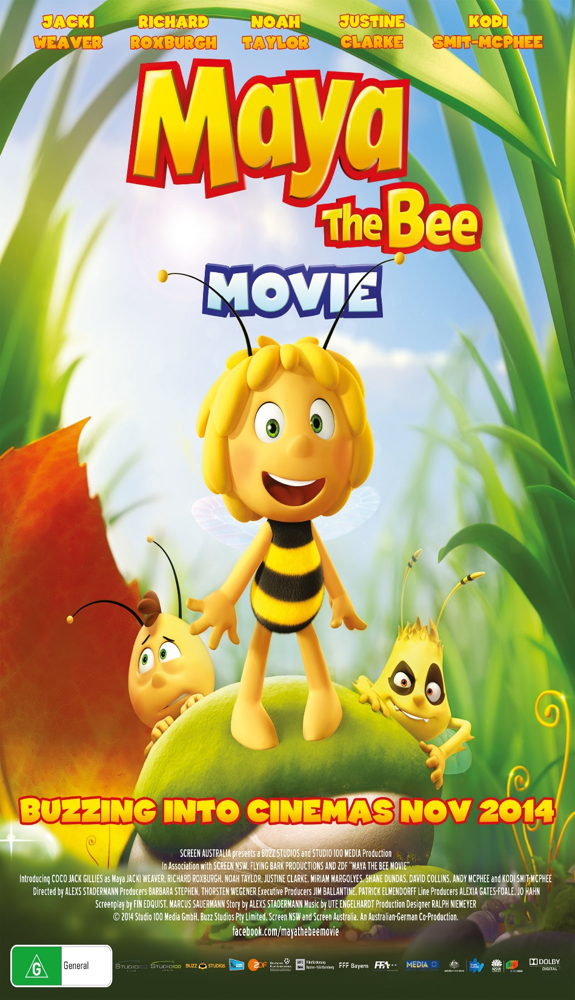 JACKI RICHARD NOAH JUSTINE KODI
WEAVER ROXBURGH TAYLOR CLARKE SMIT-MCPHEE
Maya
The Bee
MOVIE
BUZZING INTO CINEMAS NOV 2014
SCREEN AUSTRALIA presents a BUZZ STUDIOS and STUDIO 100 MEDIA Production
In Association with SCREEN NSW, FLYING BARK PRODUCTIONS AND ZDF "MAYA THE BEE MOVIE"
Introducing COCO JACK GILLIES as Maya JACKI WEAVER, RICHARD ROXBURGH, NOAH TAYLOR, JUSTINE CLARKE, MIRIAM MARGOLYES, SHANE DUNDAS, DAVID COLLINS, ANDY MCPHEE and KODI SMIT-MCPHEE
Directed by ALEXS STADERMANN Producers BARBARA STEPHEN, THORSTEN WEGENER Executive Producers JIM BALLANTINE, PATRICK ELMENDORFF Line Producers ALEXIA GATES-FOALE, JO HAHN
Screenplay by FIN EDQUIST, MARCUS SAUERMANN Story by ALEXS STADERMANN Music by UTE ENGELHARDT Production Designer RALPH NIEMEYER
© 2014 Studio 100 Media GmbH, Buzz Studios Pty Limited, Screen NSW and Screen Australia. An Australian-German Co-Production.
facebook.com/mayathebeemovie
G General STUDIO100 FILM STUDIO100 MEDIA BUZZ STUDIOS ZDF MFG Filmförderung Baden-Württemberg FFF Bayern FFA MEDIA NSW DOLBY DIGITAL